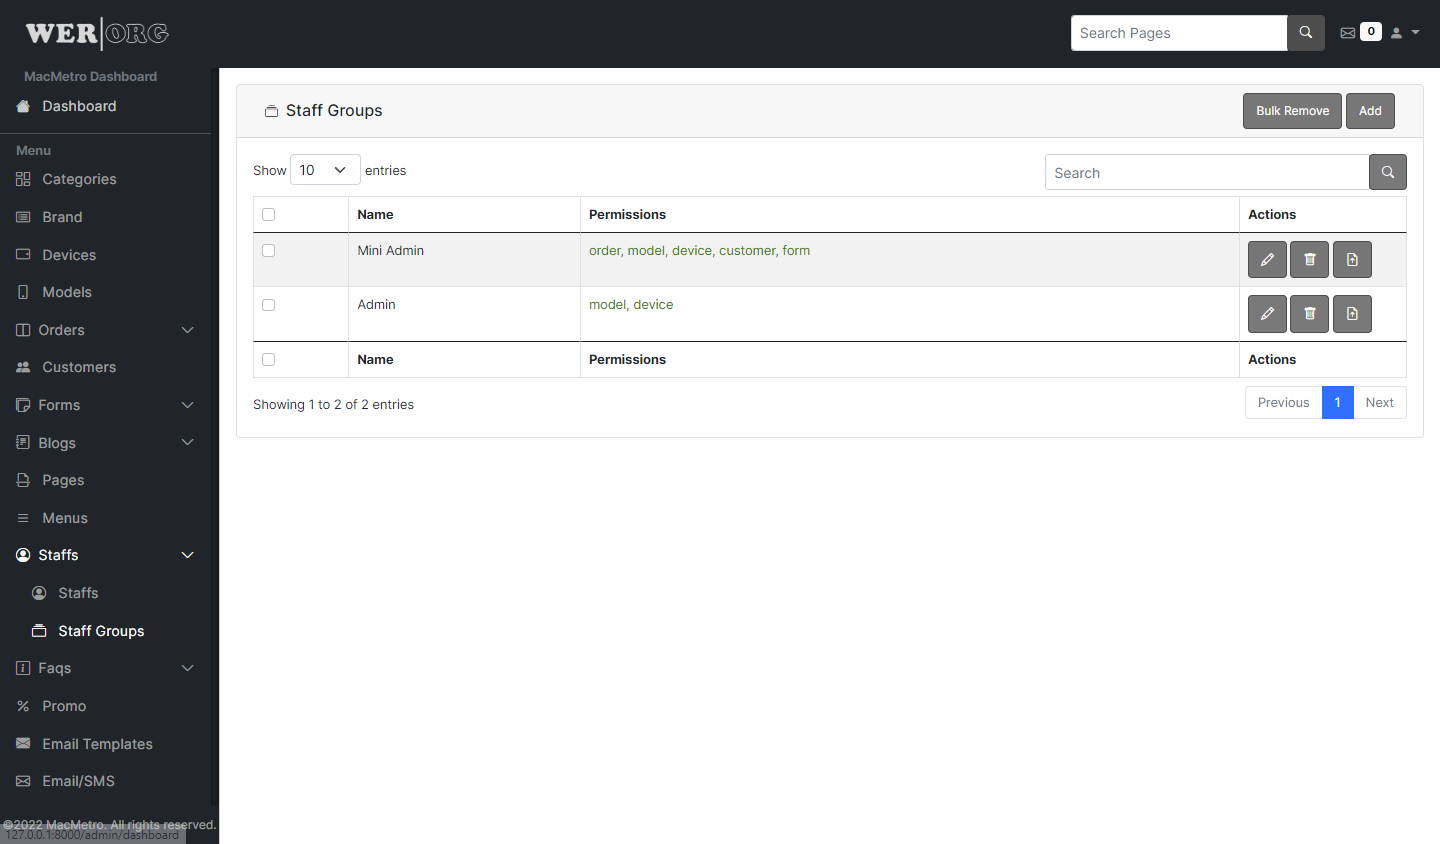 WER|ORG
Search Pages
0
MacMetro Dashboard
Dashboard
Menu
Categories
Brand
Devices
Models
Orders
Customers
Forms
Blogs
Pages
Menus
Staffs
Staffs
Staff Groups
Faqs
Promo
Email Templates
Email/SMS
©2022 MacMetro. All rights reserved.
127.0.0.1:8000/admin/dashboard
Staff Groups
Bulk Remove Add
Show 10 entries
Search
Name Permissions Actions
Mini Admin order, model, device, customer, form
Admin model, device
Name Permissions Actions
Showing 1 to 2 of 2 entries
Previous 1 Next